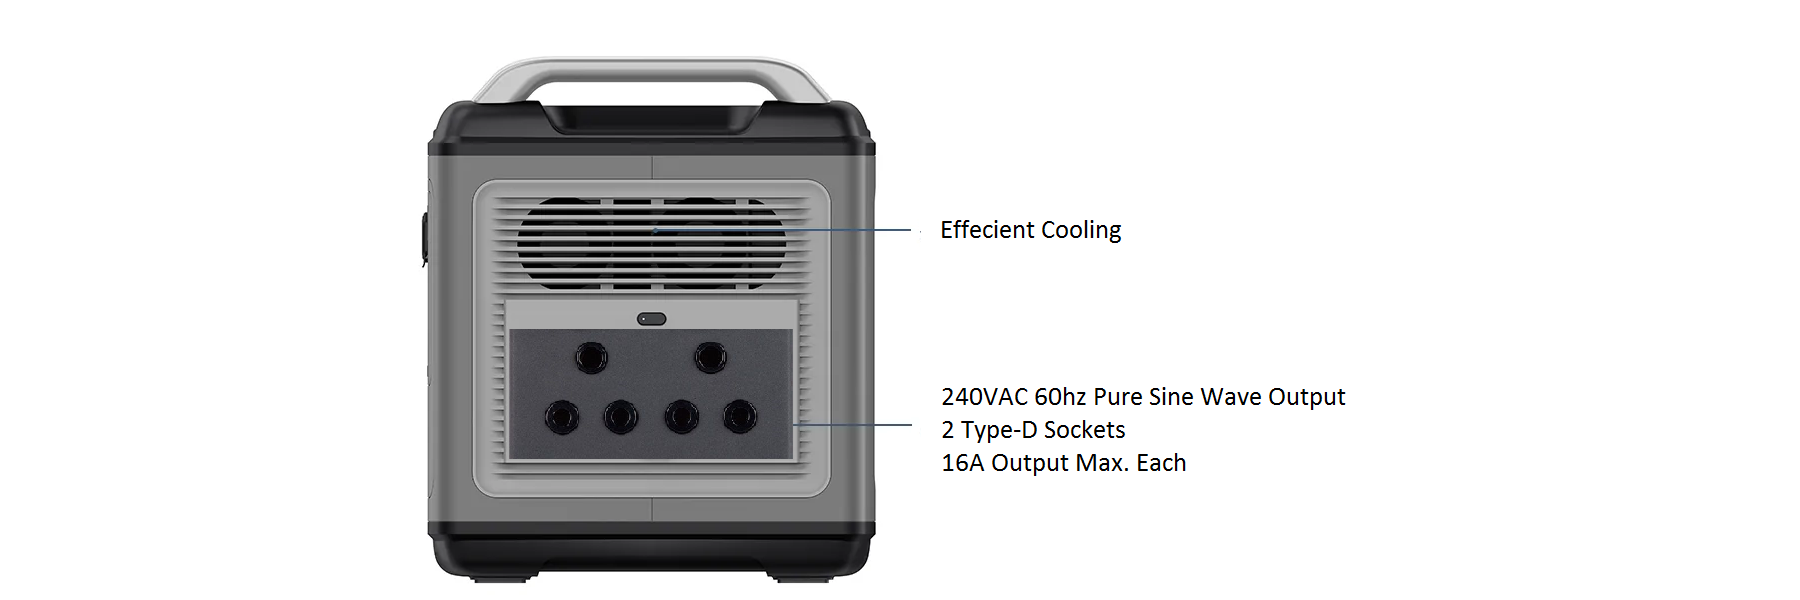 Effecient Cooling
240VAC 60hz Pure Sine Wave Output
2 Type-D Sockets
16A Output Max. Each